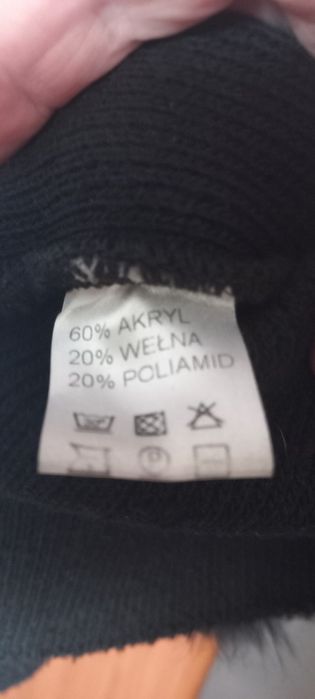 60% AKRYL
20% WEŁNA
20% POLIAMID